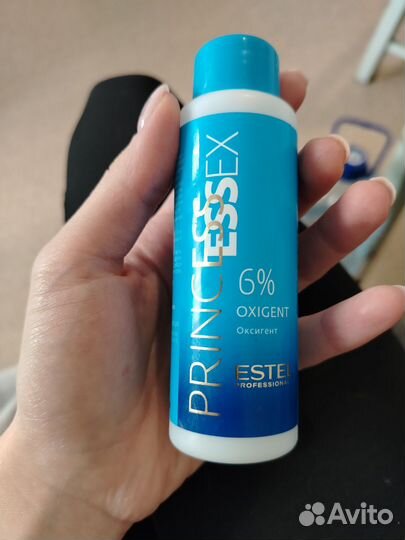 PRINCESS ESSEX
6%
OXIGENT
Оксигент
ESTEL
PROFESSIONAL
Avito